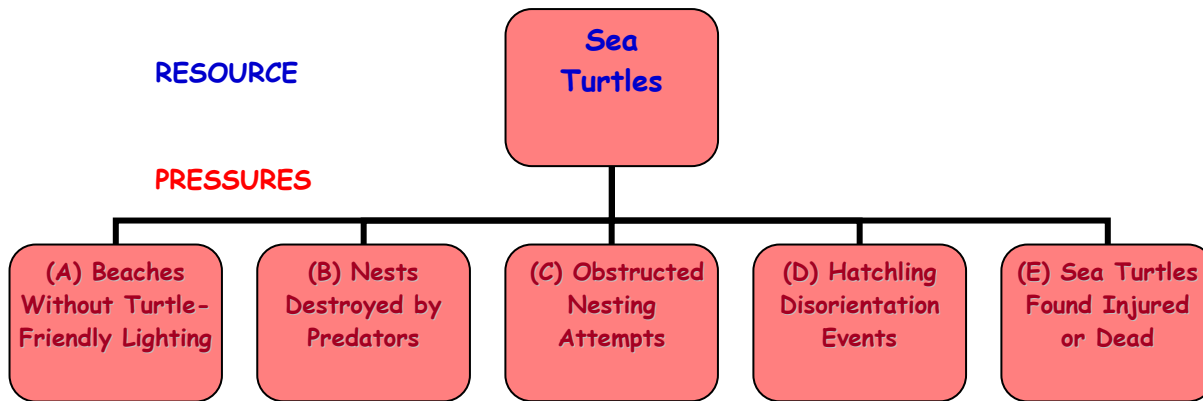 RESOURCE
Sea
Turtles
PRESSURES
(A) Beaches
Without Turtle-
Friendly Lighting
(B) Nests
Destroyed by
Predators
(C) Obstructed
Nesting
Attempts
(D) Hatchling
Disorientation
Events
(E) Sea Turtles
Found Injured
or Dead